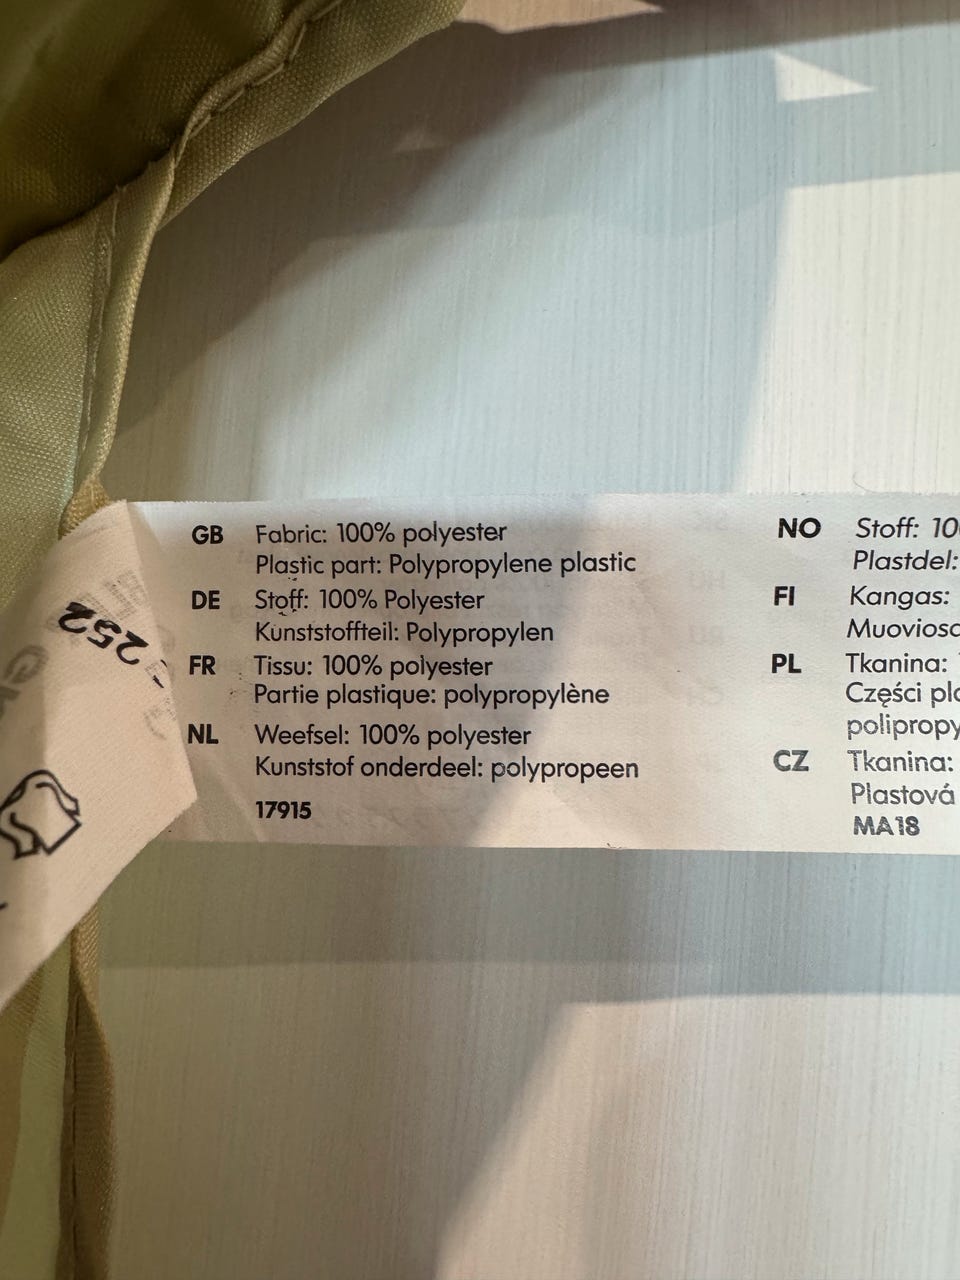 GB Fabric: 100% polyester
Plastic part: Polypropylene plastic
DE Stoff: 100% Polyester
Kunststoffteil: Polypropylen
FR Tissu: 100% polyester
Partie plastique: polypropylène
NL Weefsel: 100% polyester
Kunststof onderdeel: polypropeen
17915
NO Stoff:
Plastdel:
FI Kangas:
PL Tkanina:
Części
CZ Tkanina:
Plastová
MA18
252